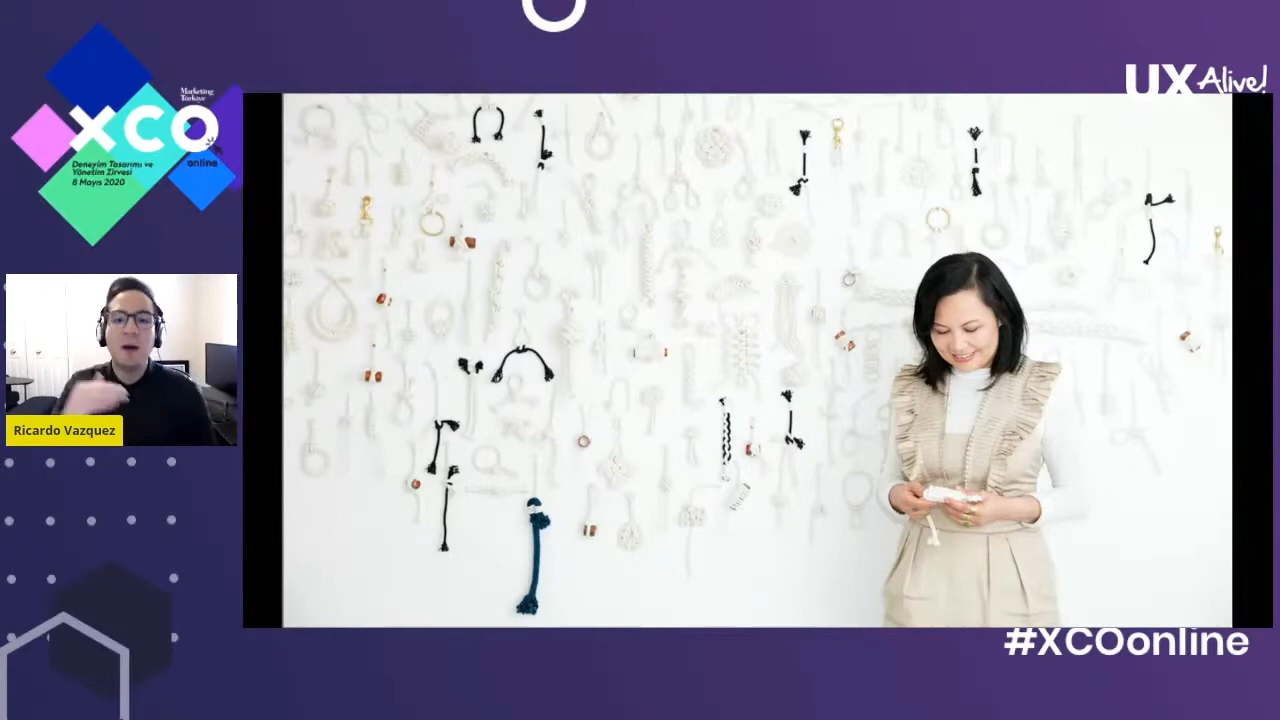 Marketing
Türkiye
XCO
online
Deneyim Tasarımı ve
Yönetim Zirvesi
8 Mayıs 2020
UX Alive!
Ricardo Vazquez
#XCOonline